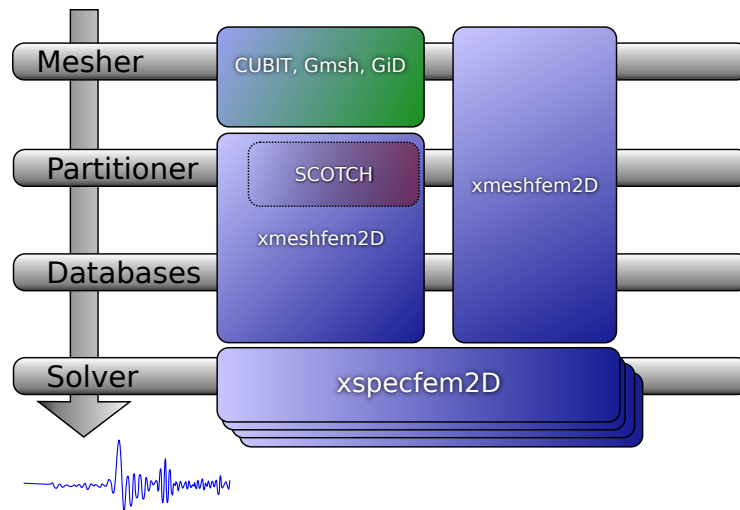 Mesher
CUBIT, Gmsh, GiD
Partitioner
SCOTCH
xmeshfem2D
xmeshfem2D
Databases
Solver
xspecfem2D